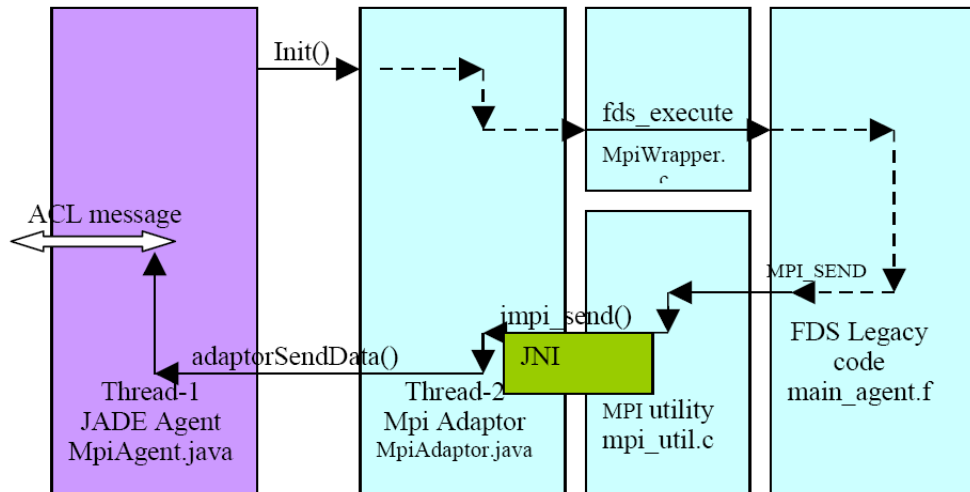 Init()
fds_execute
MpiWrapper.
c
ACL message
MPI_SEND
impi_send()
JNI
adaptorSendData()
Thread-1
JADE Agent
MpiAgent.java
Thread-2
Mpi Adaptor
MpiAdaptor.java
MPI utility
mpi_util.c
FDS Legacy
code
main_agent.f